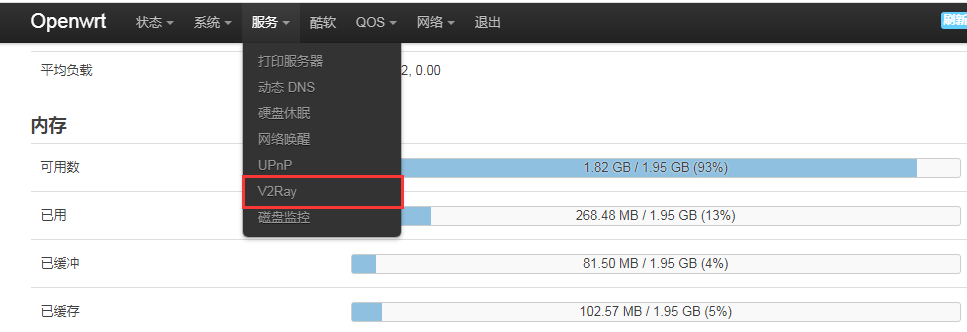 Openwrt 状态 系统 服务 酷软 QOS 网络 退出 刷新
打印服务器
平均负载 2, 0.00
动态 DNS
硬盘休眠
内存
网络唤醒
可用数 1.82 GB / 1.95 GB (93%)
UPnP
V2Ray
已用 268.48 MB / 1.95 GB (13%)
磁盘监控
已缓冲 81.50 MB / 1.95 GB (4%)
已缓存 102.57 MB / 1.95 GB (5%)